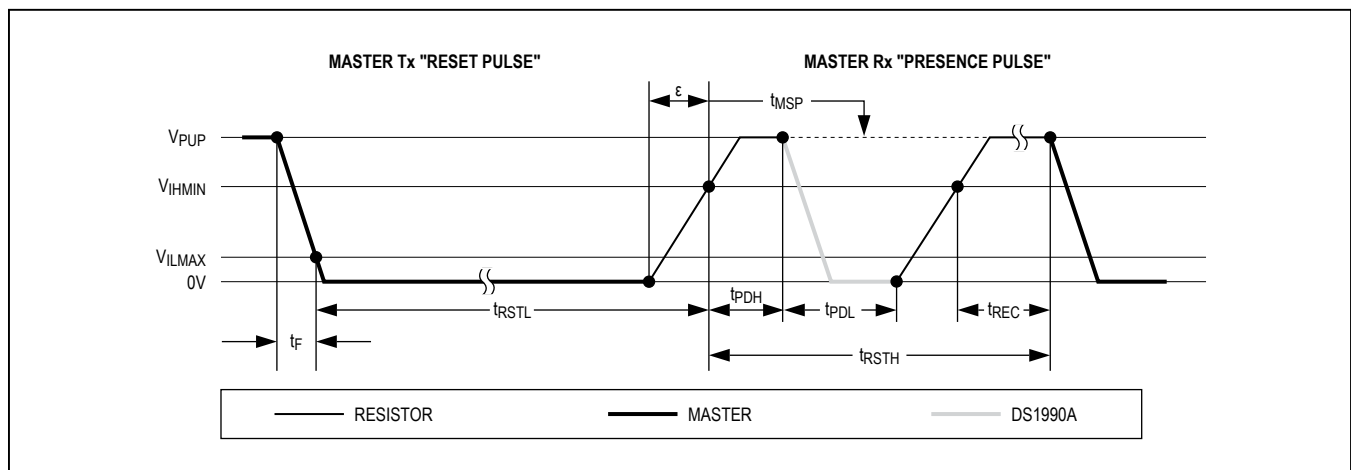 MASTER Tx "RESET PULSE" MASTER Rx "PRESENCE PULSE"
ε tMSP
VPUP
VIHMIN
VILMAX
0V
tRSTL tPDH tPDL tREC
tF tRSTH
RESISTOR MASTER DS1990A